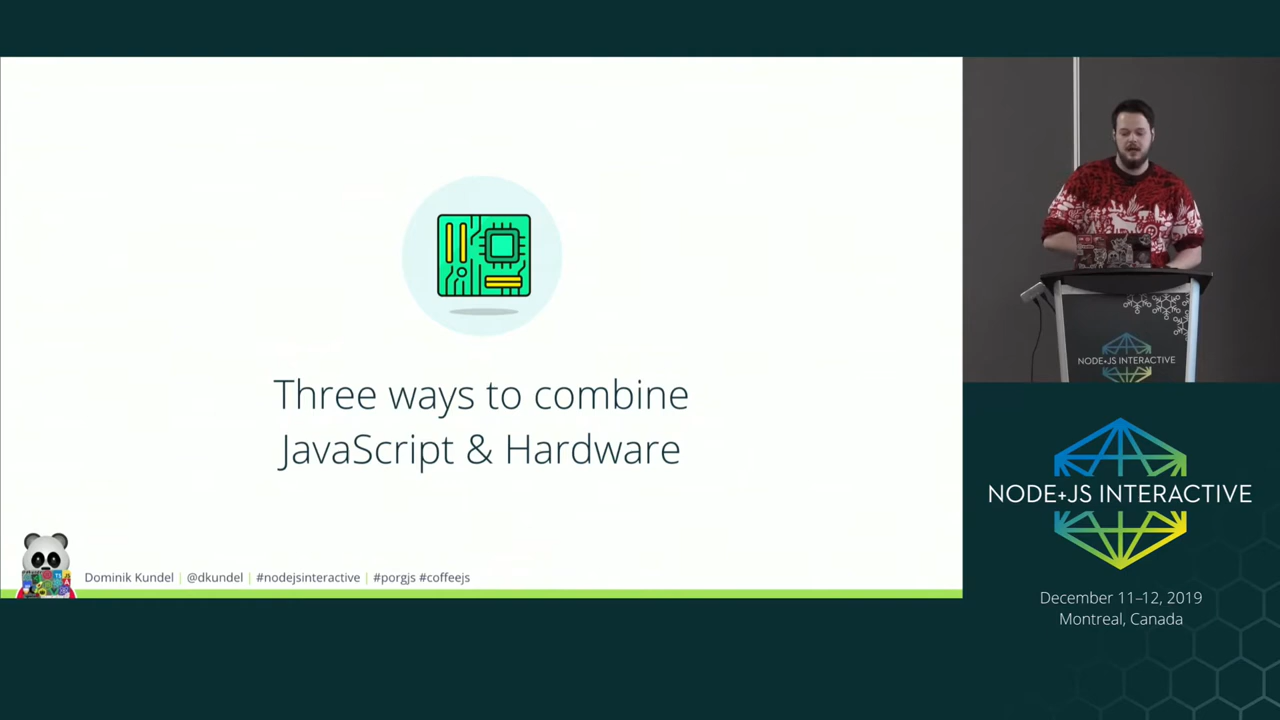 Three ways to combine
JavaScript & Hardware
Dominik Kundel | @dkundel | #nodejsinteractive | #porgjs #coffeejs
NODE+JS INTERACTIVE
NODE+JS INTERACTIVE
December 11–12, 2019
Montreal, Canada